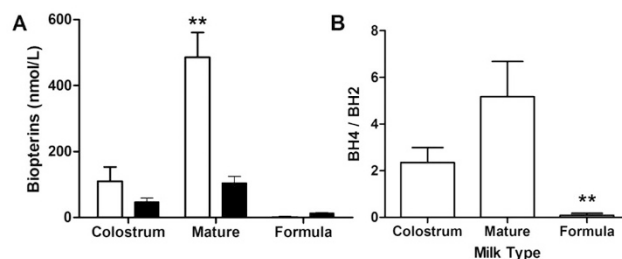 A
Biopterins (nmol/L)
600
400
200
0
**
Colostrum Mature Formula
B
BH4 / BH2
8
6
4
2
0
**
Colostrum Mature Formula
Milk Type